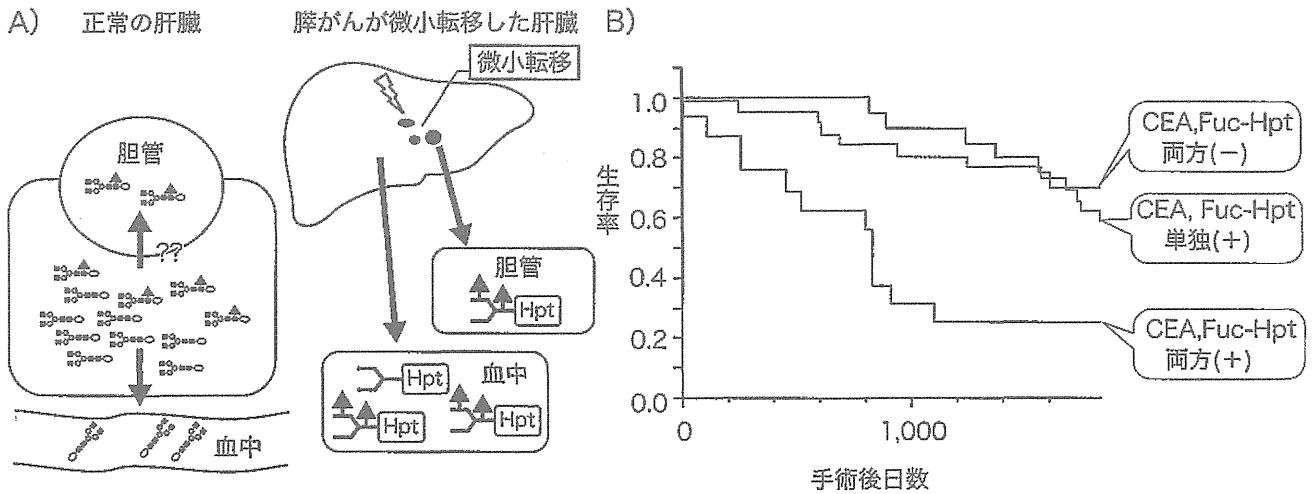 A) 正常の肝臓
膵がんが微小転移した肝臓
微小転移
胆管
??
血中
胆管
Hpt
Hpt
血中
Hpt
Hpt
B)
生存率
1.0
0.8
0.6
0.4
0.2
0.0
0
1,000
手術後日数
CEA,Fuc-Hpt
両方(−)
CEA, Fuc-Hpt
単独(+)
CEA,Fuc-Hpt
両方(+)